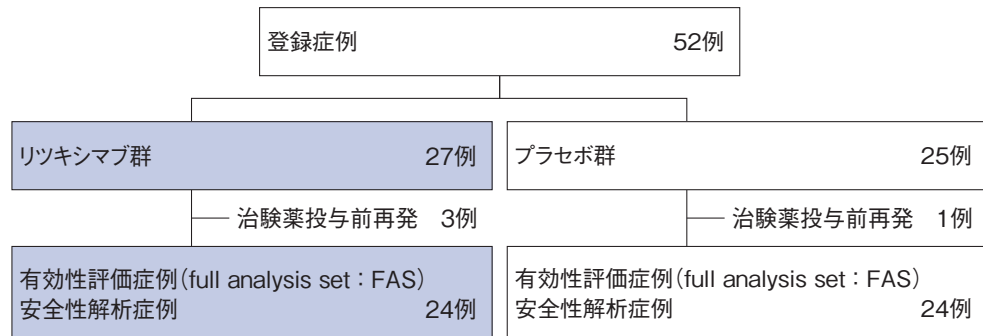 登録症例 52例
リツキシマブ群 27例
プラセボ群 25例
治験薬投与前再発 3例
治験薬投与前再発 1例
有効性評価症例(full analysis set:FAS)
安全性解析症例 24例
有効性評価症例(full analysis set:FAS)
安全性解析症例 24例